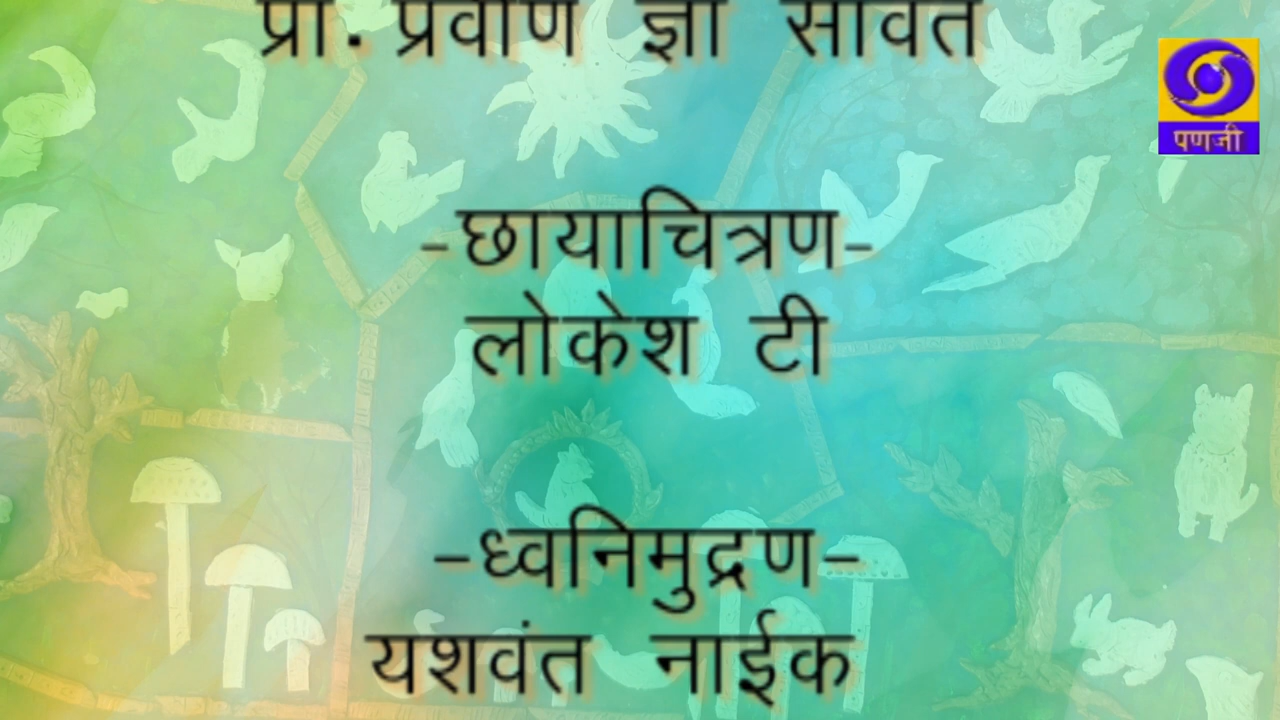 प्रा. प्रवीण ज्ञा सावंत
पणजी
-छायाचित्रण-
लोकेश टी
-ध्वनिमुद्रण-
यशवंत नाईक